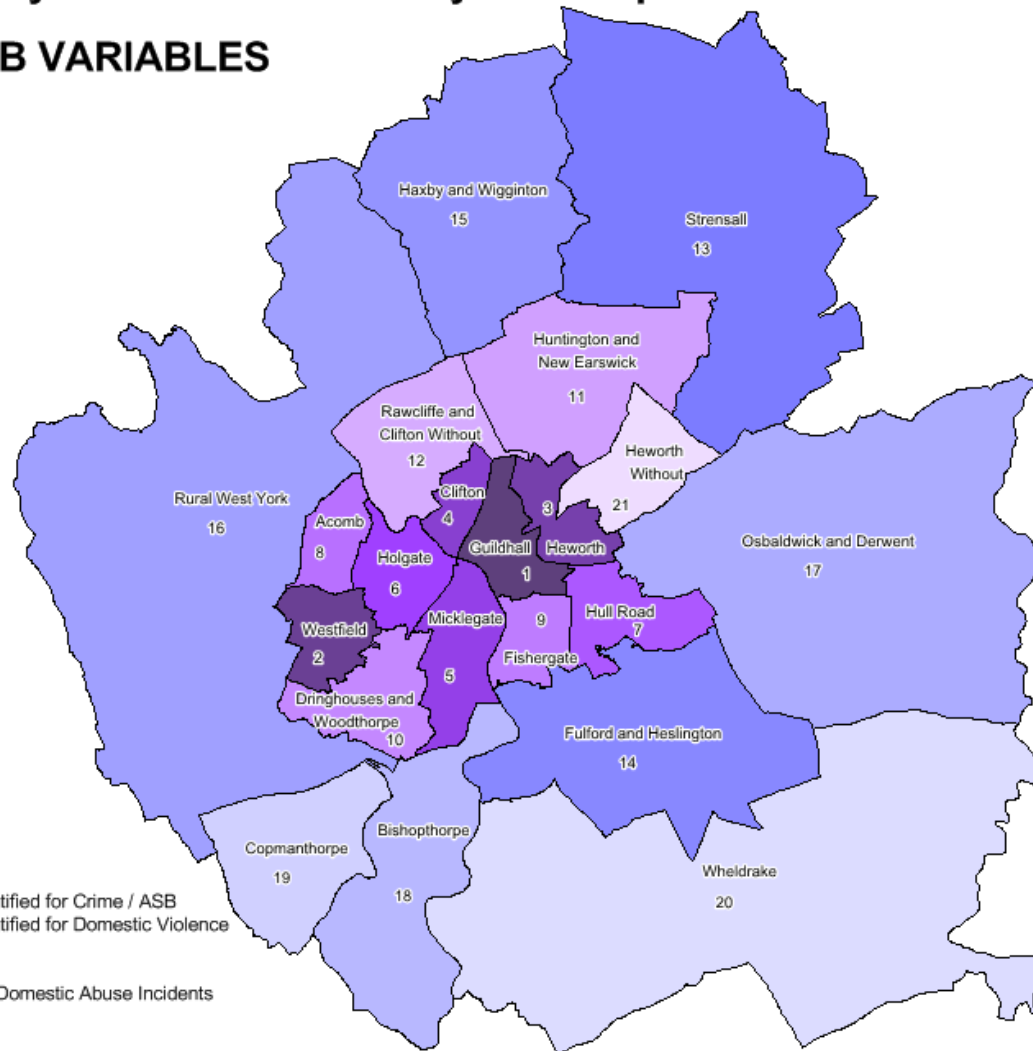 B VARIABLES
Haxby and Wigginton
15
Strensall
13
Huntington and
New Earswick
11
Rawcliffe and
Clifton Without
12
Heworth
Without
21
Rural West York
16
Acomb
8
Clifton
4
3
Guildhall
1
Heworth
Osbaldwick and Derwent
17
Holgate
6
Westfield
2
Micklegate
5
9
Fishergate
Hull Road
7
Dringhouses and
Woodthorpe
10
Fulford and Heslington
14
Bishopthorpe
18
Copmanthorpe
19
Wheldrake
20
tified for Crime / ASB
tified for Domestic Violence
Domestic Abuse Incidents